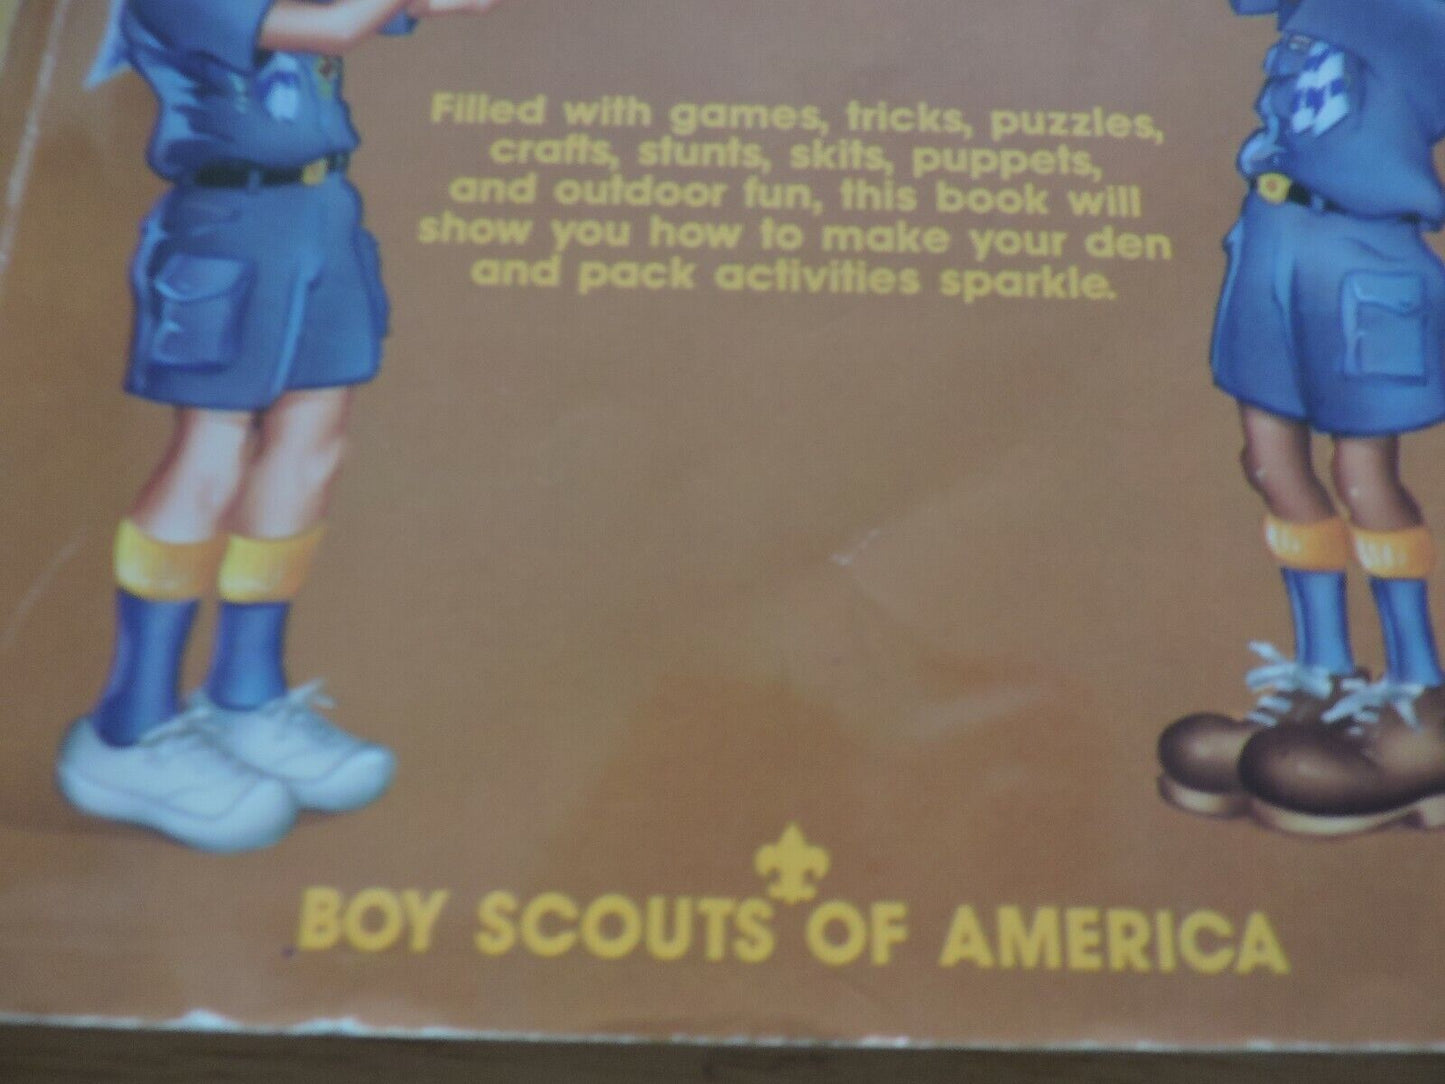 Filled with games, tricks, puzzles,
crafts, stunts, skits, puppets,
and outdoor fun, this book will
show you how to make your den
and pack activities sparkle.
BOY SCOUTS OF AMERICA